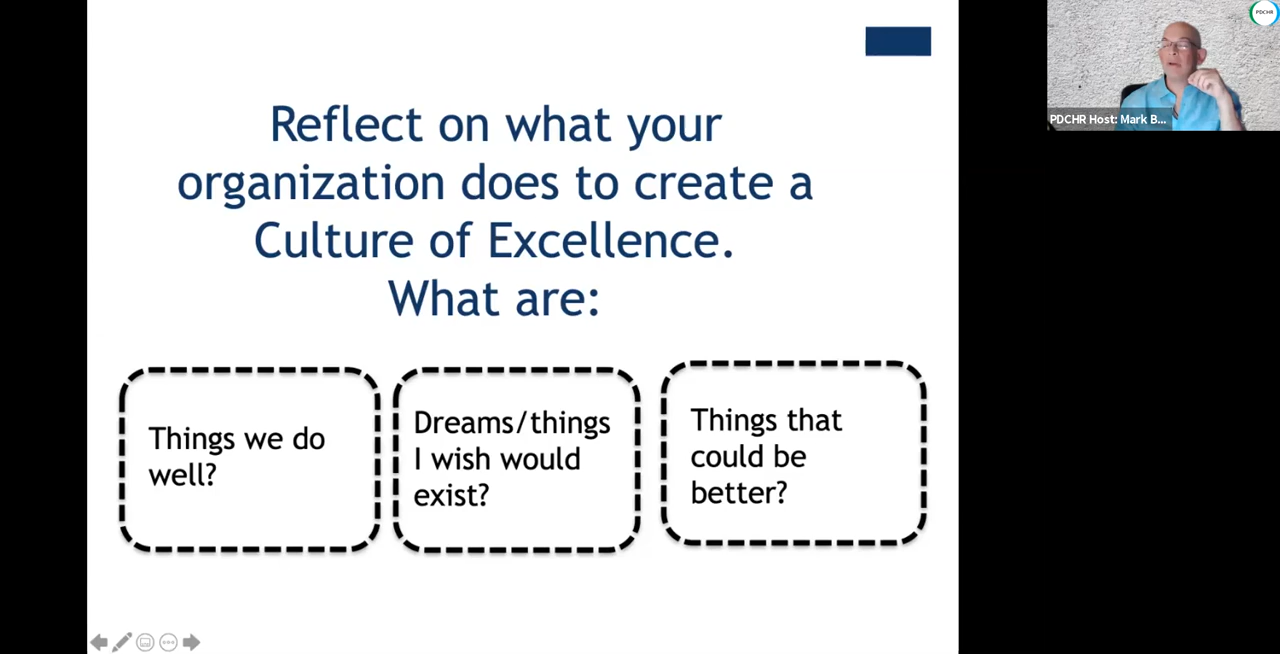 Reflect on what your
organization does to create a
Culture of Excellence.
What are:
Things we do
well?
Dreams/things
I wish would
exist?
Things that
could be
better?
PDCHR
PDCHR Host: Mark B...